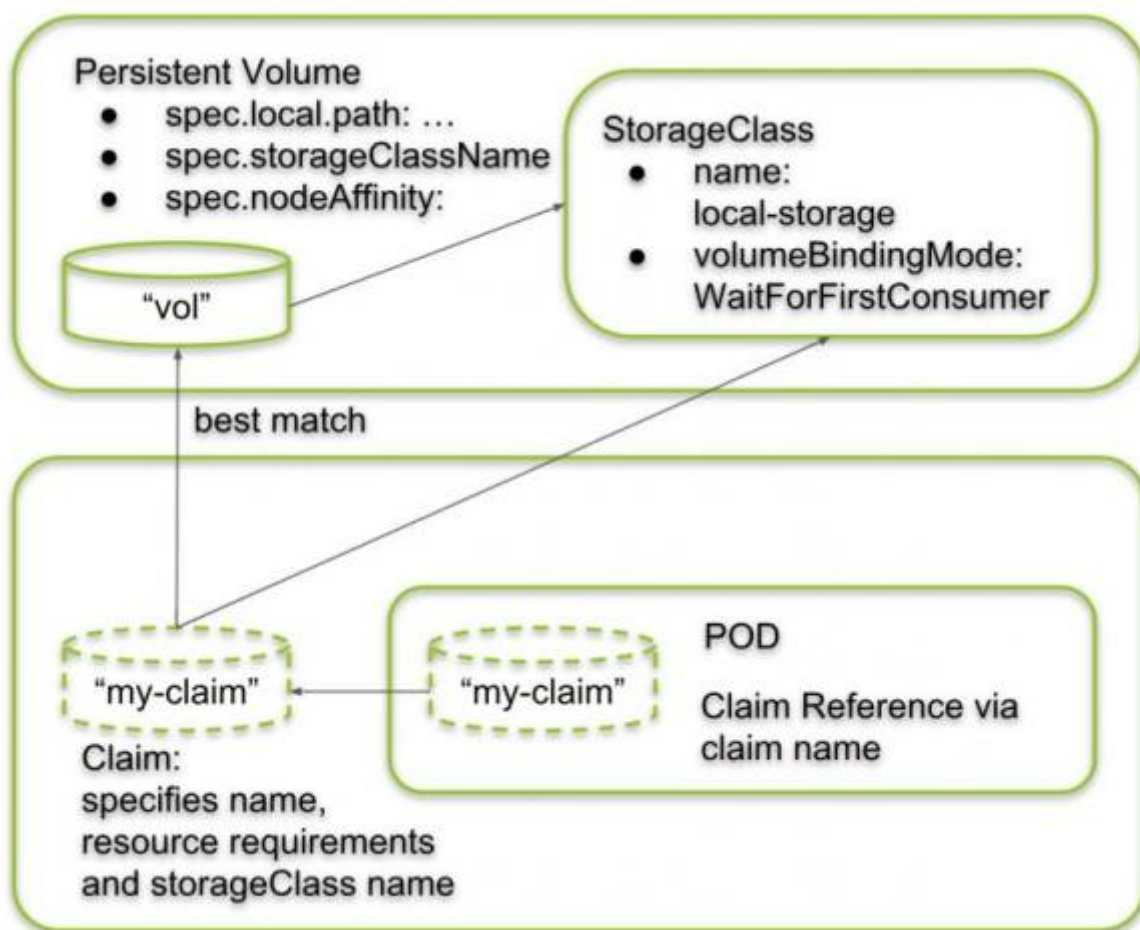 Persistent Volume
● spec.local.path: …
● spec.storageClassName
● spec.nodeAffinity:
“vol”
StorageClass
● name:
local-storage
● volumeBindingMode:
WaitForFirstConsumer
best match
“my-claim”
Claim:
specifies name,
resource requirements
and storageClass name
“my-claim”
POD
Claim Reference via
claim name